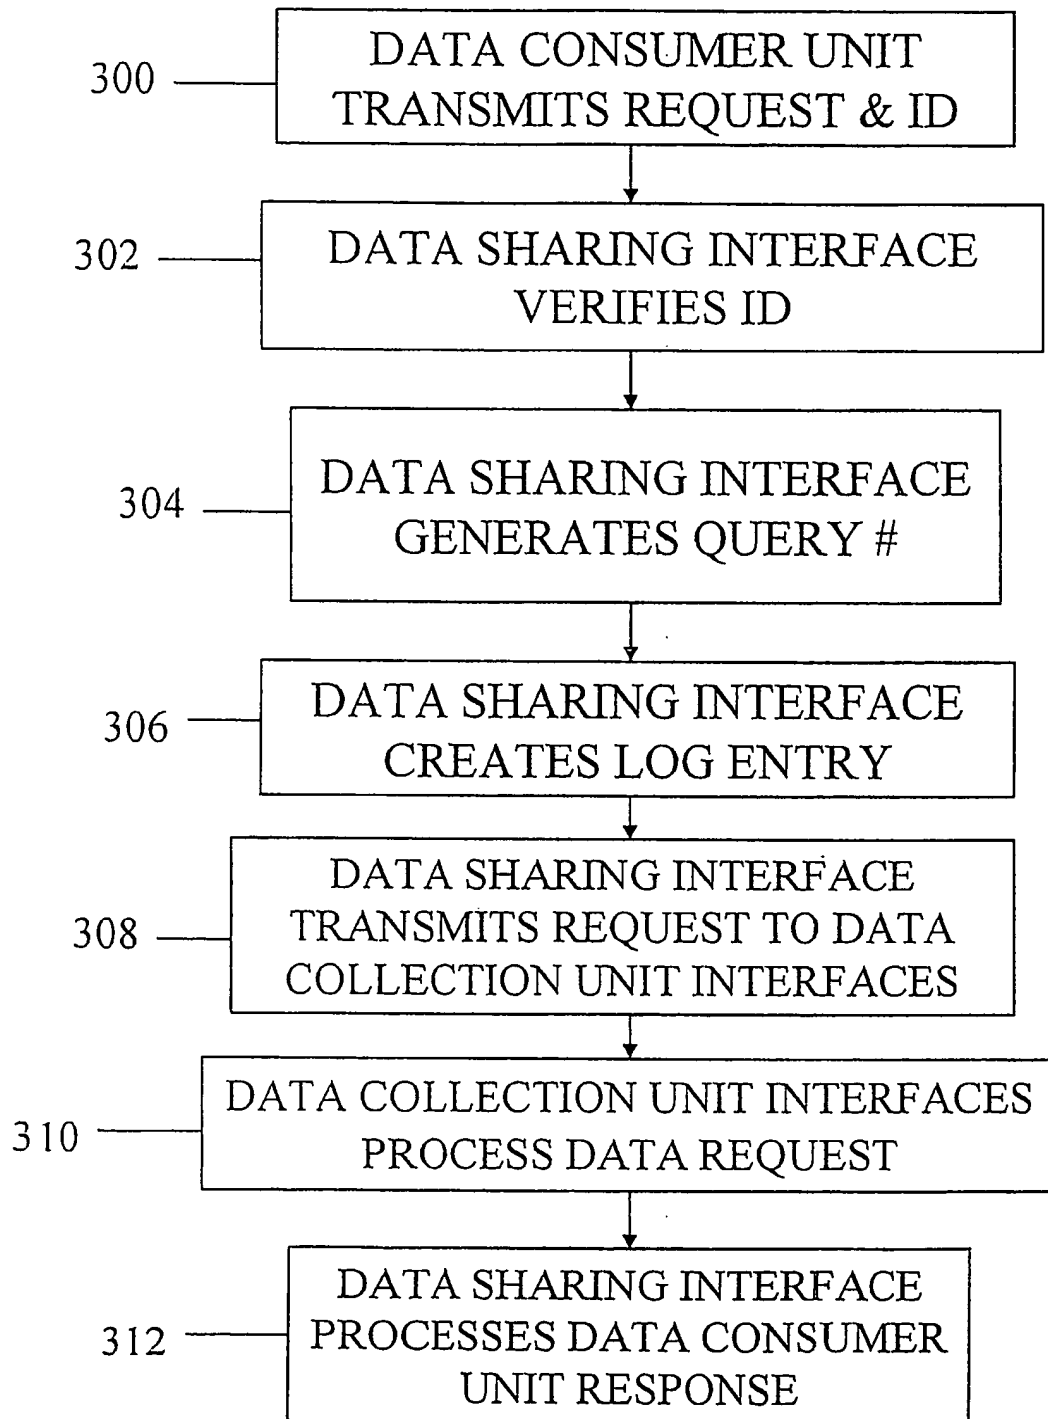 300
DATA CONSUMER UNIT
TRANSMITS REQUEST & ID
302
DATA SHARING INTERFACE
VERIFIES ID
304
DATA SHARING INTERFACE
GENERATES QUERY #
306
DATA SHARING INTERFACE
CREATES LOG ENTRY
308
DATA SHARING INTERFACE
TRANSMITS REQUEST TO DATA
COLLECTION UNIT INTERFACES
310
DATA COLLECTION UNIT INTERFACES
PROCESS DATA REQUEST
312
DATA SHARING INTERFACE
PROCESSES DATA CONSUMER
UNIT RESPONSE